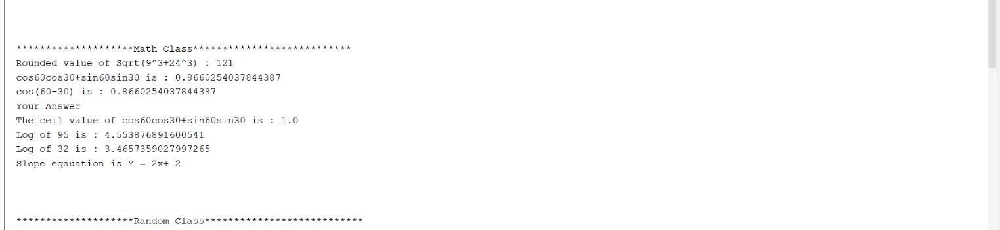 ********************Math Class***************************
Rounded value of Sqrt(9^3+24^3) : 121
cos60cos30+sin60sin30 is : 0.8660254037844387
cos(60-30) is : 0.8660254037844387
Your Answer
The ceil value of cos60cos30+sin60sin30 is : 1.0
Log of 95 is : 4.553876891600541
Log of 32 is : 3.4657359027997265
Slope eqauation is Y = 2x+ 2
********************Random Class***************************